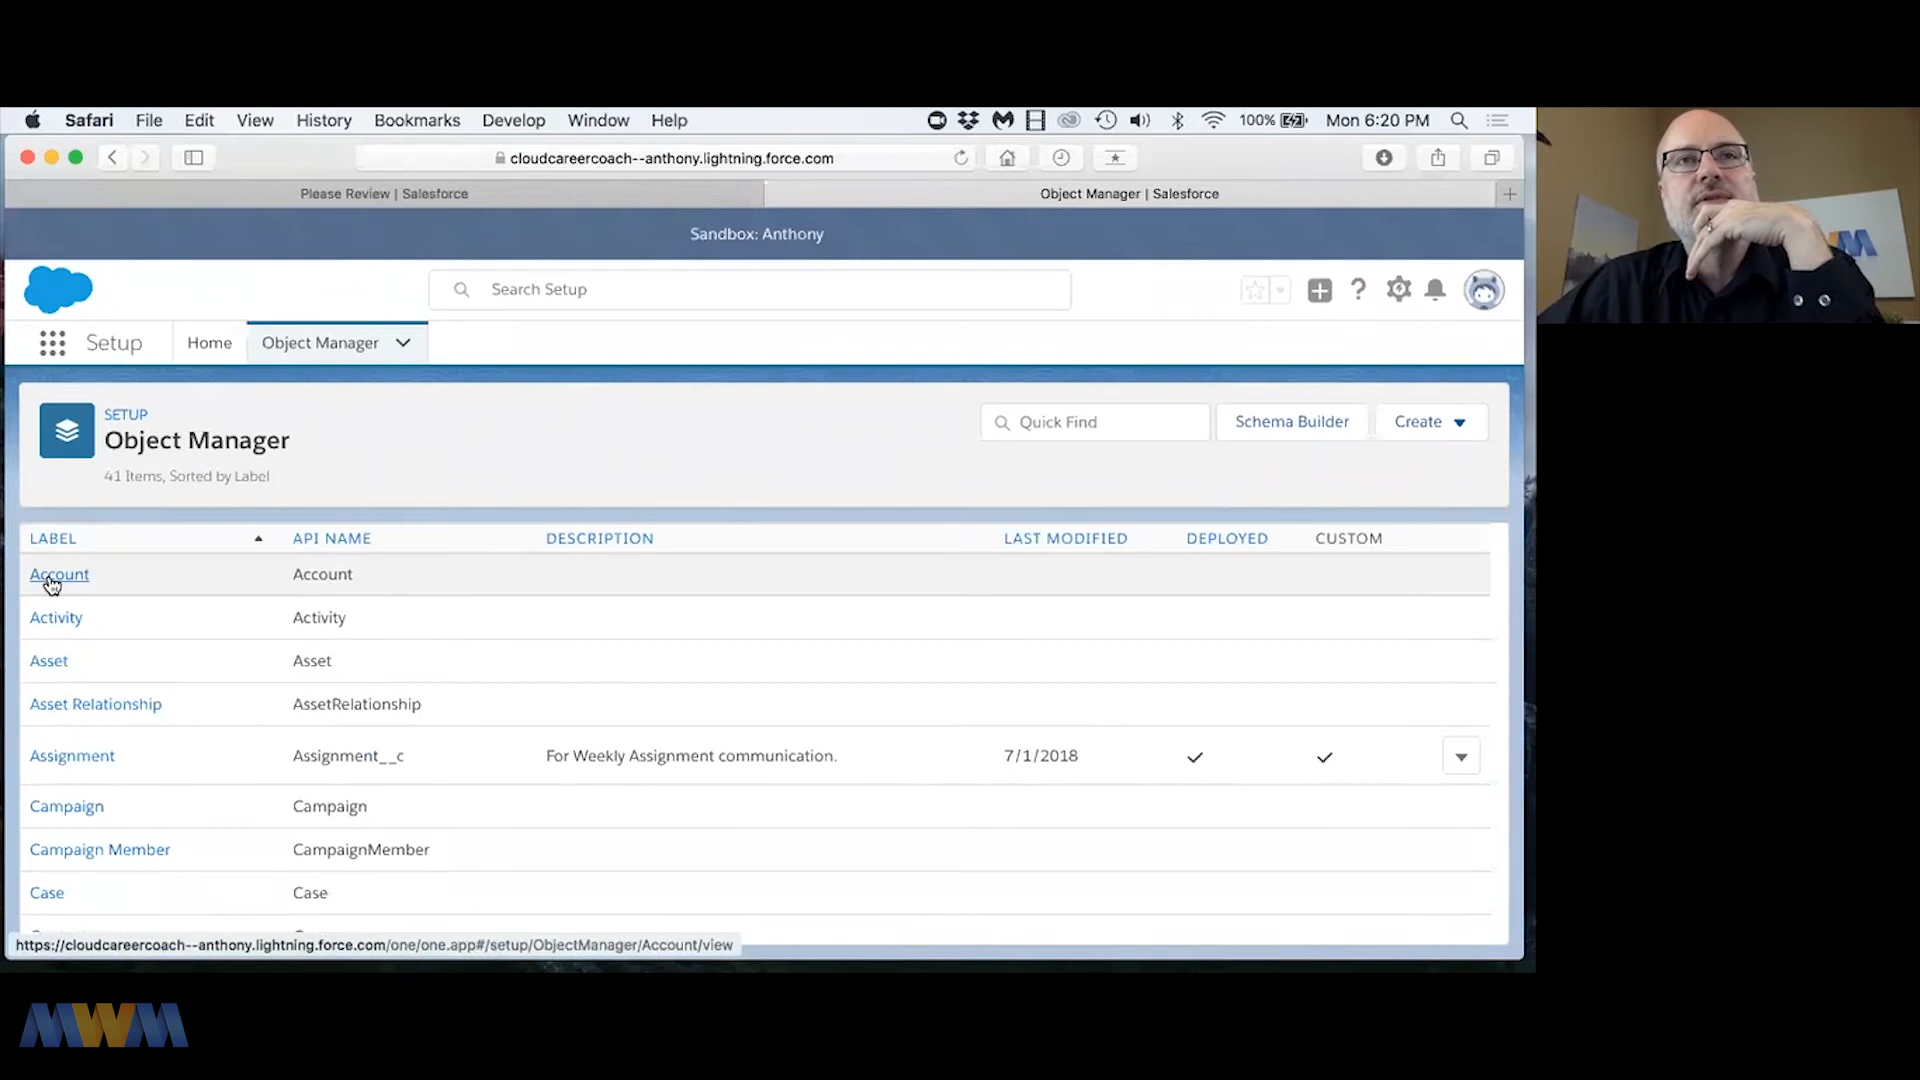 Safari File Edit View History Bookmarks Develop Window Help 100% Mon 6:20 PM
cloudcareercoach--anthony.lightning.force.com
Please Review | Salesforce Object Manager | Salesforce
Sandbox: Anthony
Search Setup
Setup Home Object Manager
SETUP
Object Manager
41 Items, Sorted by Label
Quick Find Schema Builder Create
LABEL API NAME DESCRIPTION LAST MODIFIED DEPLOYED CUSTOM
Account Account
Activity Activity
Asset Asset
Asset Relationship AssetRelationship
Assignment Assignment__c For Weekly Assignment communication. 7/1/2018
Campaign Campaign
Campaign Member CampaignMember
Case Case
https://cloudcareercoach--anthony.lightning.force.com/one/one.app#/setup/ObjectManager/Account/view
MWM